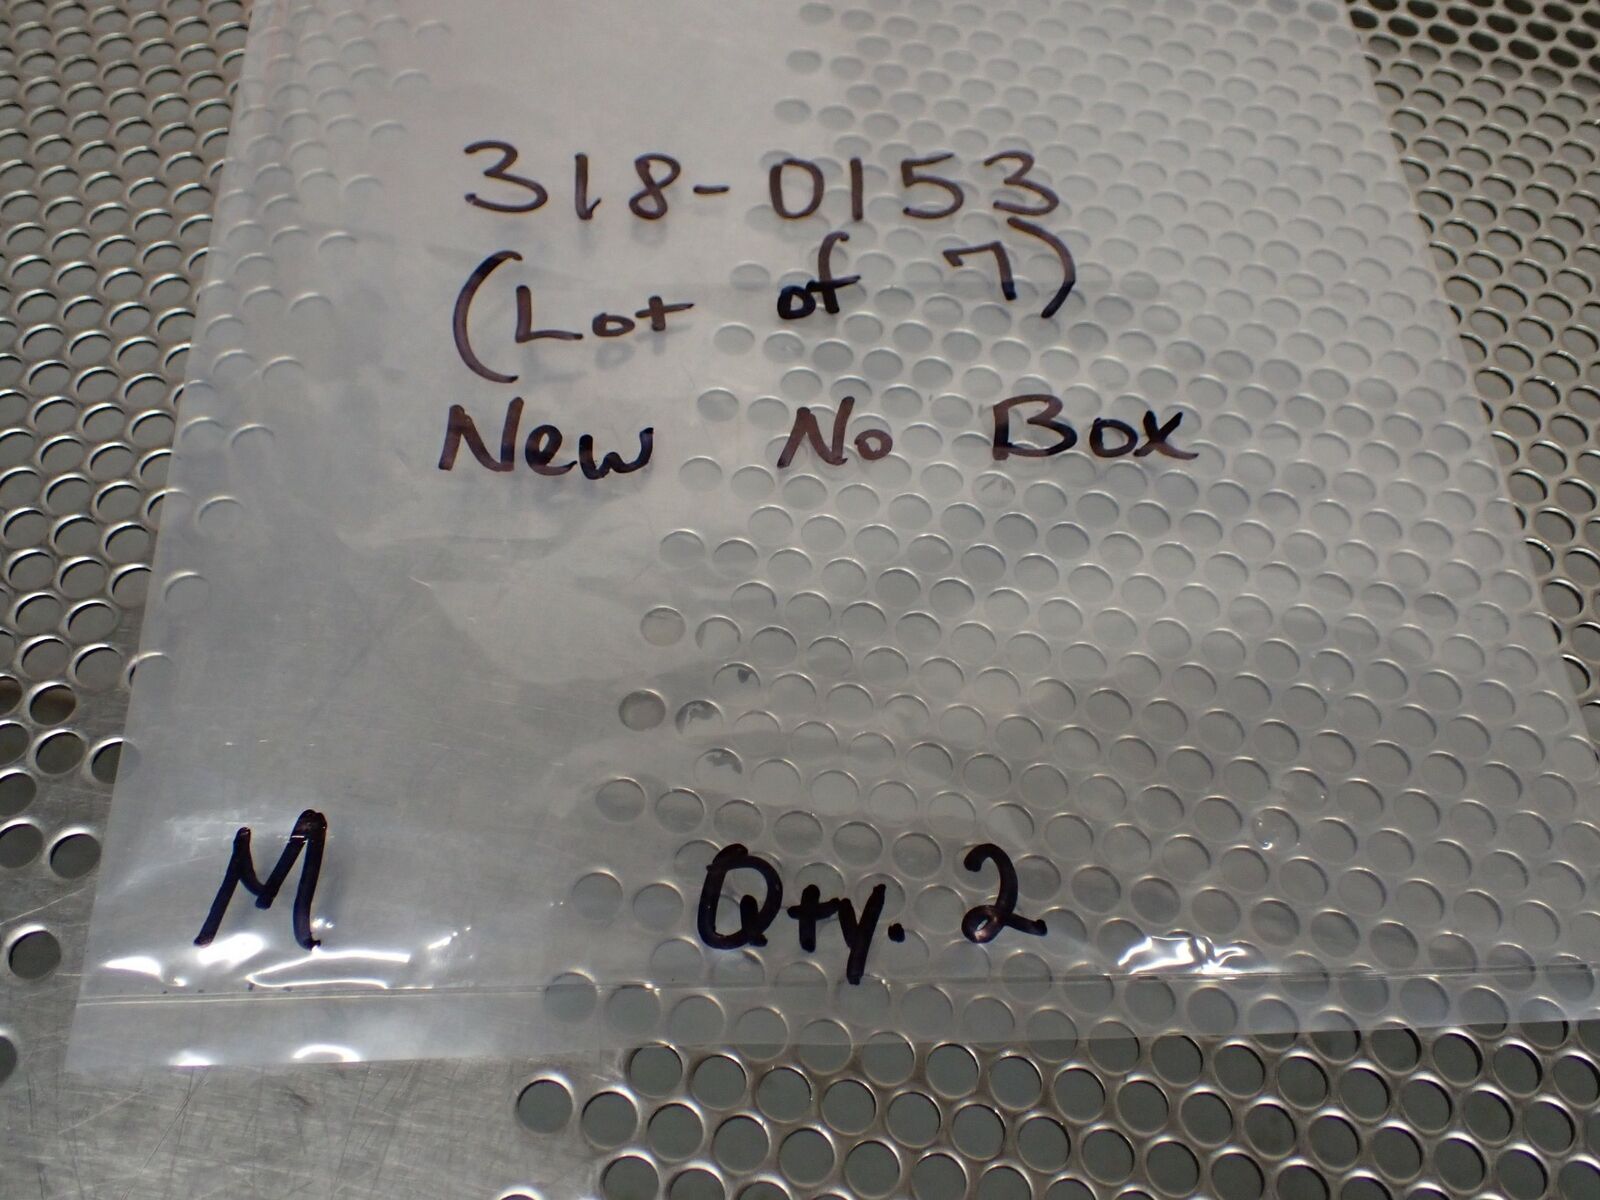 318-0153
(Lot of 7)
New No Box
M Qty. 2